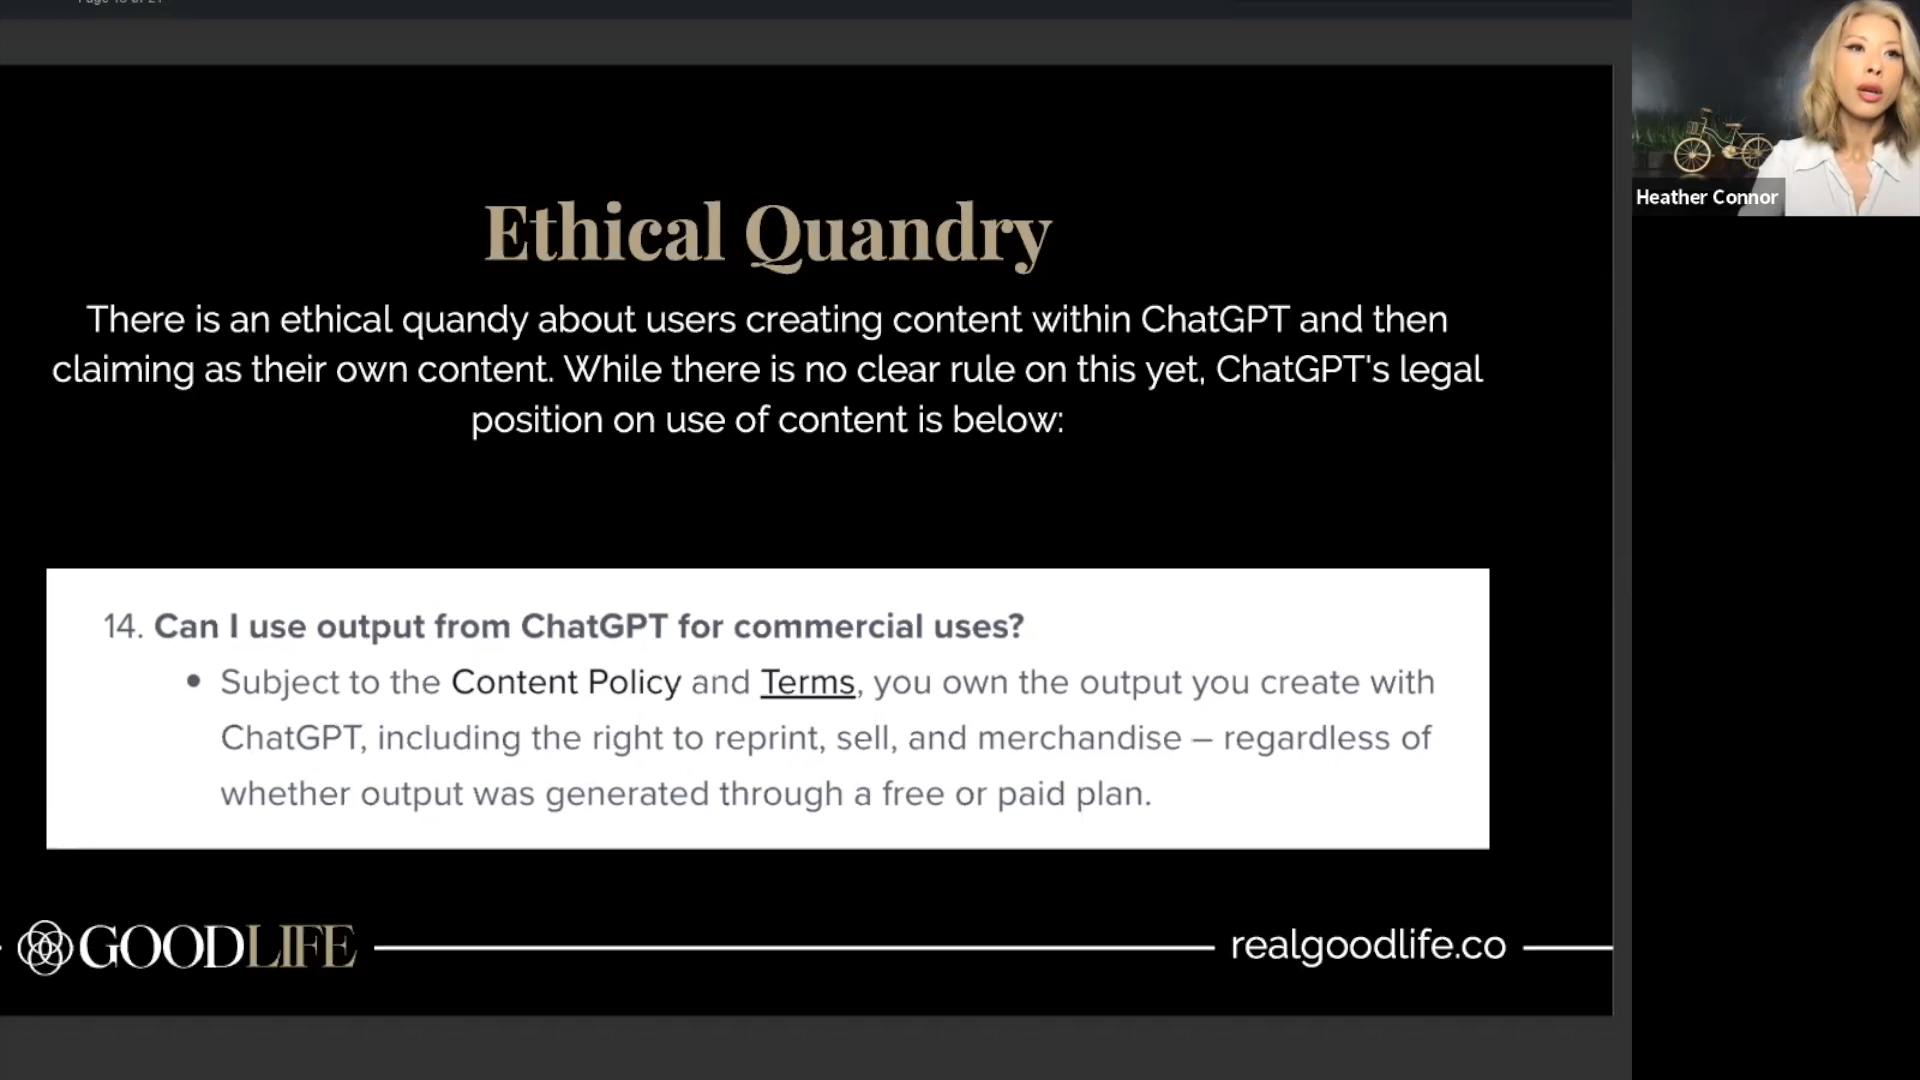 Ethical Quandry
There is an ethical quandy about users creating content within ChatGPT and then
claiming as their own content. While there is no clear rule on this yet, ChatGPT's legal
position on use of content is below:
14. Can I use output from ChatGPT for commercial uses?
• Subject to the Content Policy and Terms, you own the output you create with
ChatGPT, including the right to reprint, sell, and merchandise – regardless of
whether output was generated through a free or paid plan.
GOODLIFE
realgoodlife.co
Heather Connor